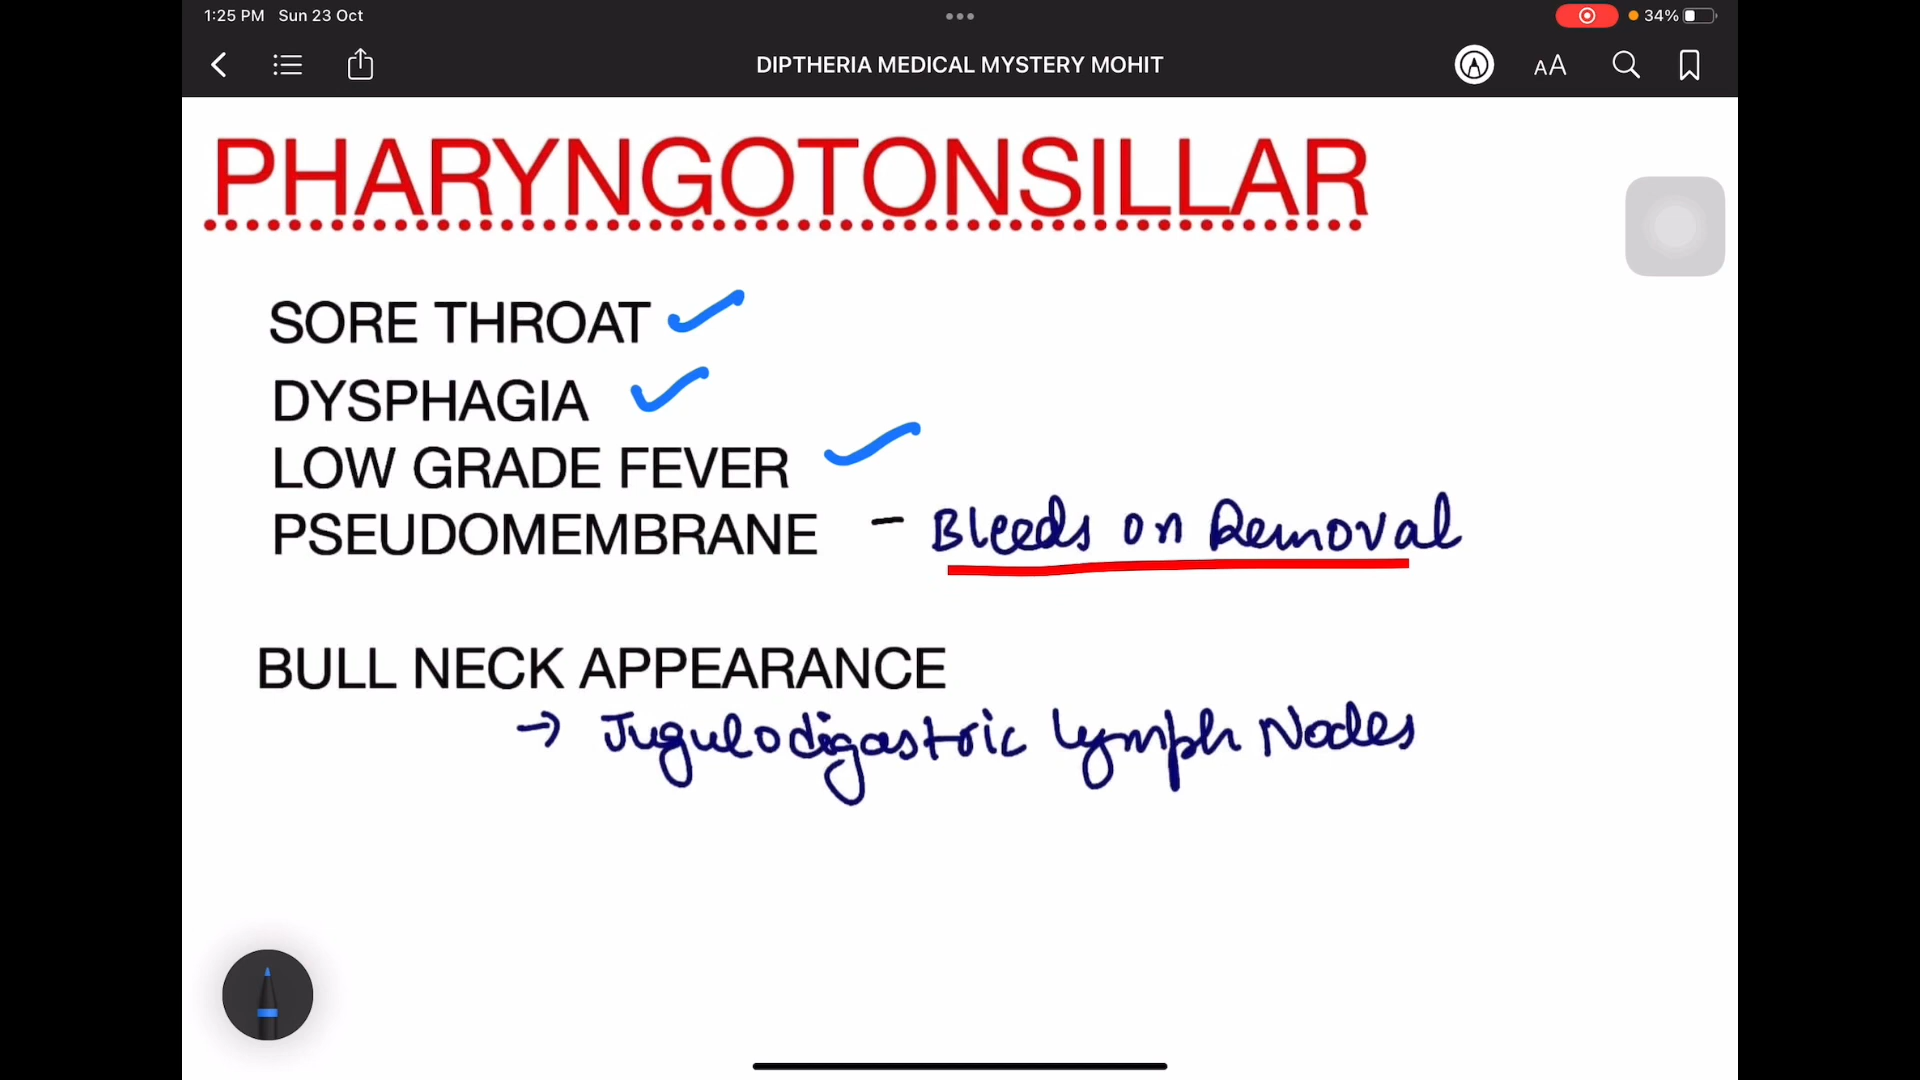 1:25 PM Sun 23 Oct
34%
DIPTHERIA MEDICAL MYSTERY MOHIT
AA
PHARYNGOTONSILLAR
SORE THROAT
DYSPHAGIA
LOW GRADE FEVER
PSEUDOMEMBRANE - Bleeds on Removal
BULL NECK APPEARANCE
→ Jugulodigastric Lymph Nodes